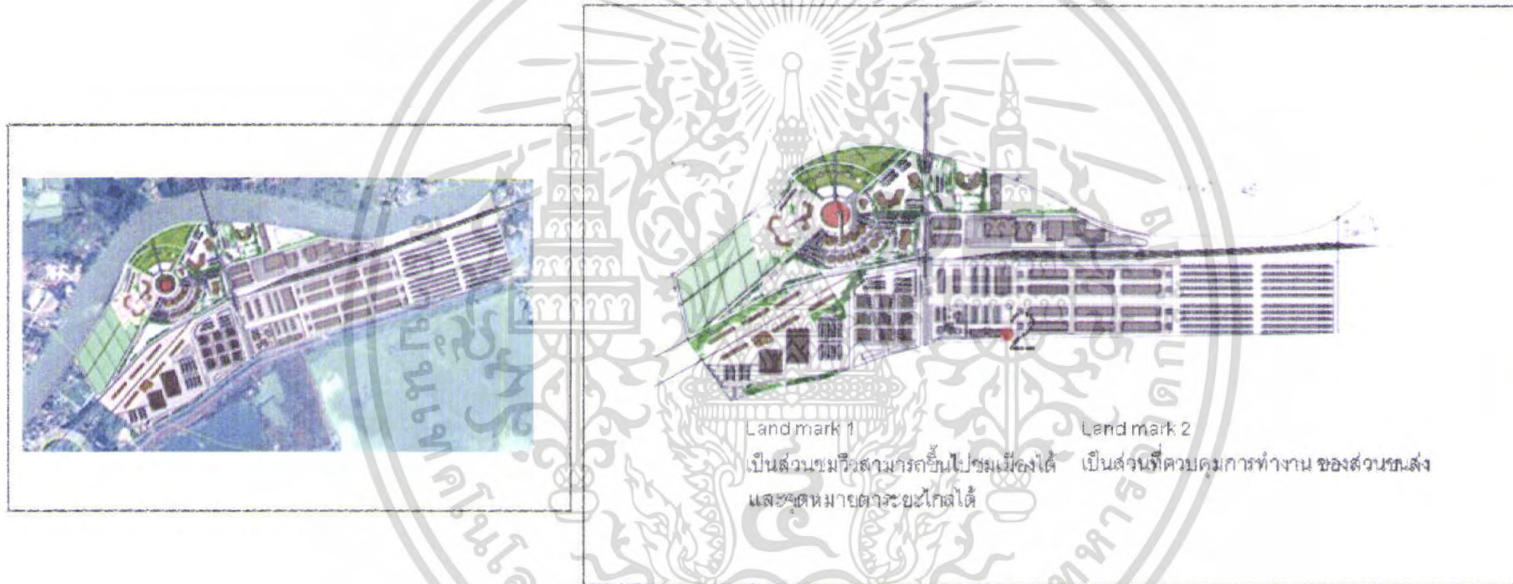 2
Land mark 1
เป็นส่วนชมวิวสามารถขึ้นไปชมเมืองได้
และจุดหมายตาระยะไกลได้
Land mark 2
เป็นส่วนที่ควบคุมการทำงาน ของส่วนขนส่ง